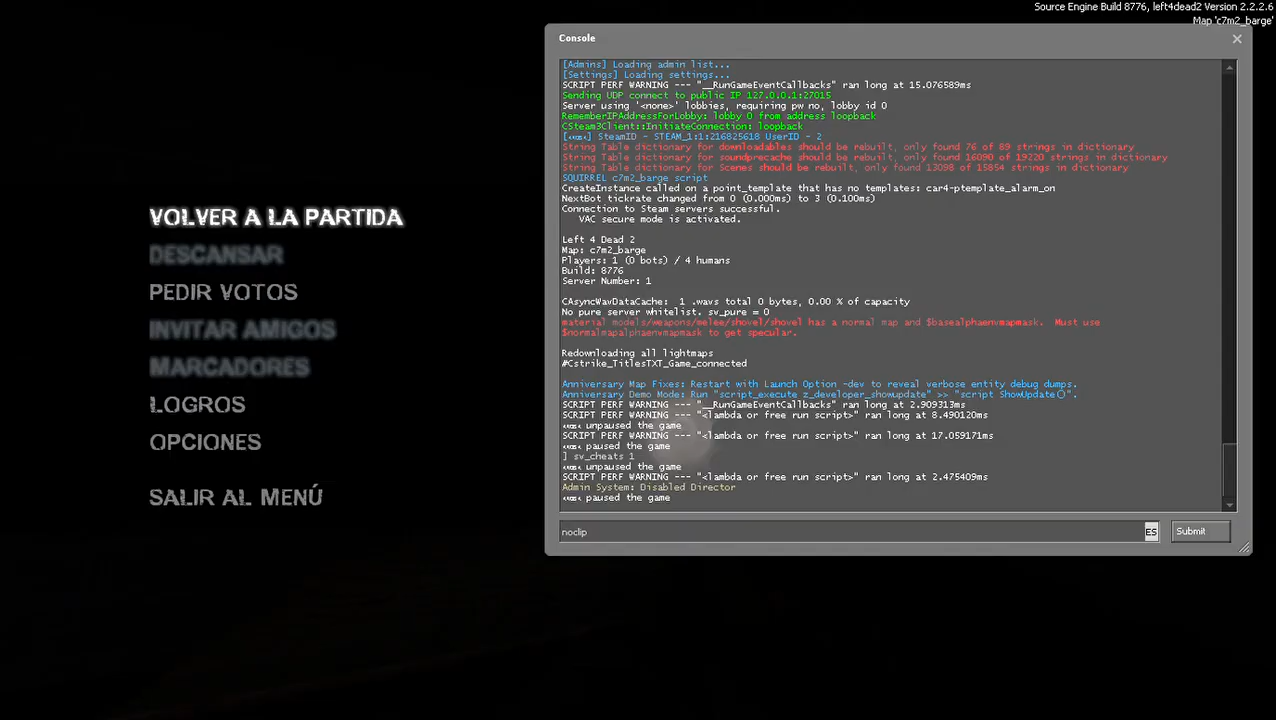 Source Engine Build 8776, left4dead2 Version 2.2.2.6
Map 'c7m2_barge'
VOLVER A LA PARTIDA
DESCANSAR
PEDIR VOTOS
INVITAR AMIGOS
MARCADORES
LOGROS
OPCIONES
SALIR AL MENÚ
Console
[Admins] Loading admin list...
[Settings] Loading settings...
SCRIPT PERF WARNING --- "__RunGameEventCallbacks" ran long at 15.076589ms
Sending UDP connect to public IP 127.0.0.1:27015
Server using '<none>' lobbies, requiring pw no, lobby id 0
RememberIPAddressForLobby: lobby 0 from address loopback
CSteam3Client::InitiateConnection: loopback
SteamID - STEAM_1:1:216825618 UserID - 2
String Table dictionary for downloadables should be rebuilt, only found 76 of 89 strings in dictionary
String Table dictionary for soundprecache should be rebuilt, only found 16090 of 19220 strings in dictionary
String Table dictionary for Scenes should be rebuilt, only found 13098 of 15854 strings in dictionary
SQUIRREL c7m2_barge script
CreateInstance called on a point_template that has no templates: car4-ptemplate_alarm_on
NextBot tickrate changed from 0 (0.000ms) to 3 (0.100ms)
Connection to Steam servers successful.
VAC secure mode is activated.
Left 4 Dead 2
Map: c7m2_barge
Players: 1 (0 bots) / 4 humans
Build: 8776
Server Number: 1
CAsyncWavDataCache: 1 .wavs total 0 bytes, 0.00 % of capacity
No pure server whitelist. sv_pure = 0
material models/weapons/melee/shovel/shovel has a normal map and $basealphaenvmapmask. Must use
$normalmapalphaenvmapmask to get specular.
Redownloading all lightmaps
#Cstrike_TitlesTXT_Game_connected
Anniversary Map Fixes: Restart with Launch Option -dev to reveal verbose entity debug dumps.
Anniversary Demo Mode: Run "script_execute z_developer_showupdate" >> "script ShowUpdate()".
SCRIPT PERF WARNING --- "__RunGameEventCallbacks" ran long at 2.909313ms
SCRIPT PERF WARNING --- "<lambda or free run script>" ran long at 8.490120ms
unpaused the game
SCRIPT PERF WARNING --- "<lambda or free run script>" ran long at 17.059171ms
paused the game
] sv_cheats 1
unpaused the game
SCRIPT PERF WARNING --- "<lambda or free run script>" ran long at 2.475409ms
Admin System: Disabled Director
paused the game
noclip
ES
Submit